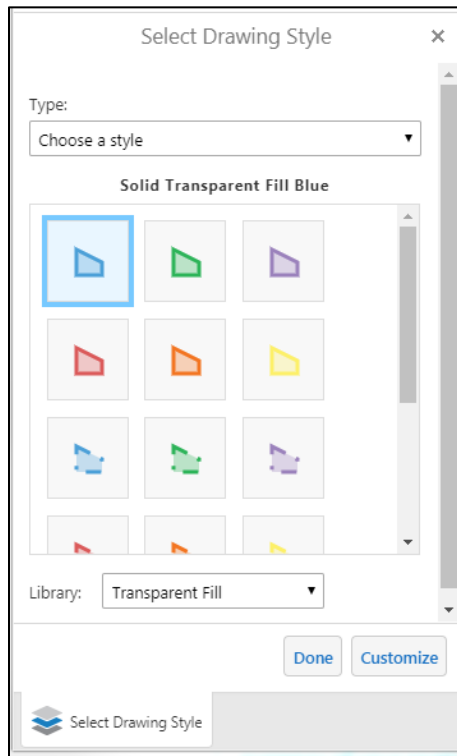 Select Drawing Style
Type:
Choose a style
Solid Transparent Fill Blue
Library: Transparent Fill
Done Customize
Select Drawing Style